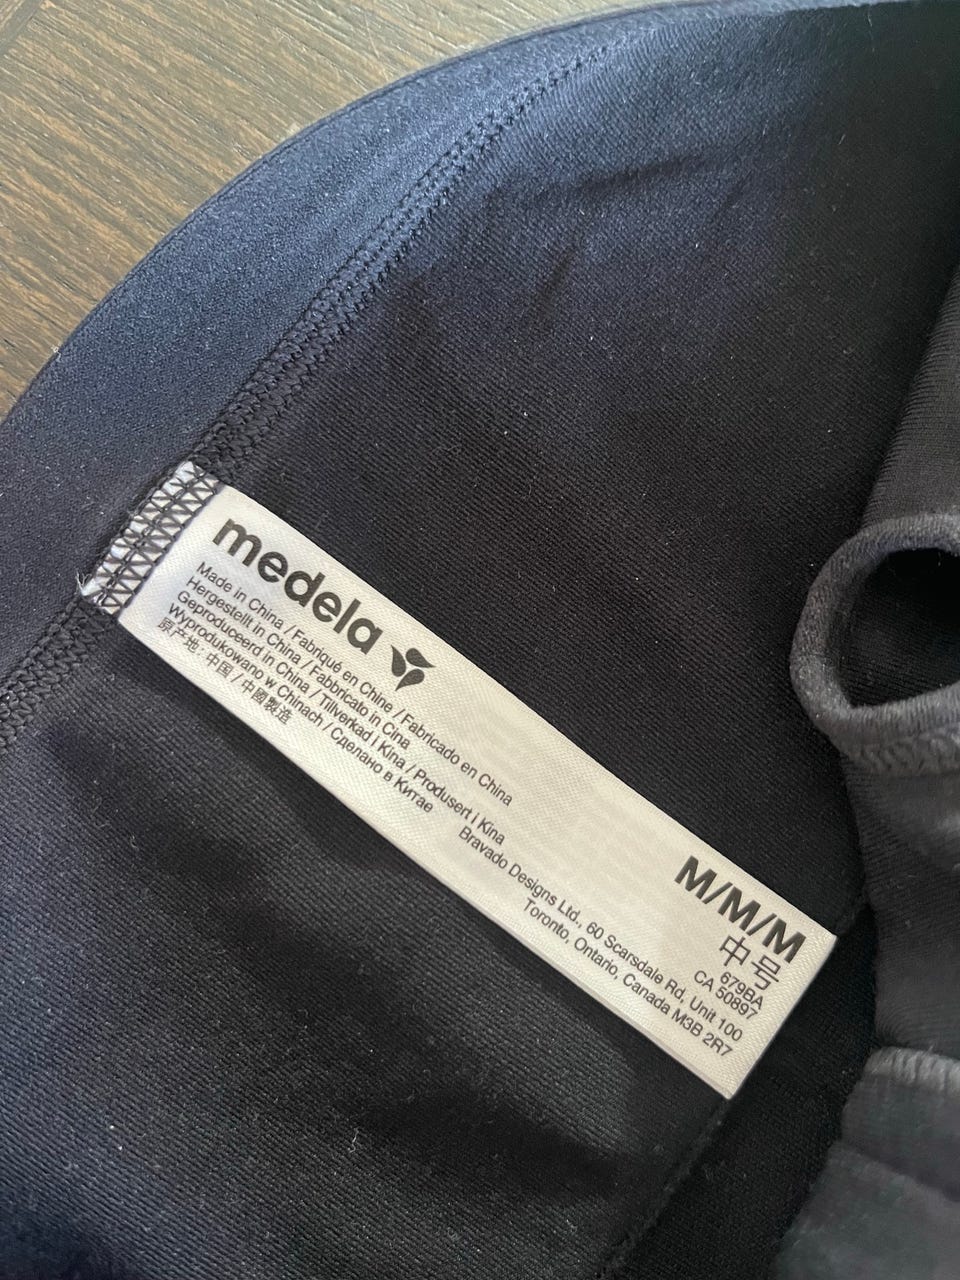 medela
Made in China / Fabriqué en Chine / Fabricado en China
Hergestellt in China / Fabbricato in Cina
Geproduceerd in China / Tillverkad i Kina / Produsert i Kina
Wyprodukowano w Chinach / Сделано в Китае
原产地: 中国 / 中國製造
M/M/M
中号
679BA
CA 50897
Bravado Designs Ltd., 60 Scarsdale Rd, Unit 100
Toronto, Ontario, Canada M3B 2R7